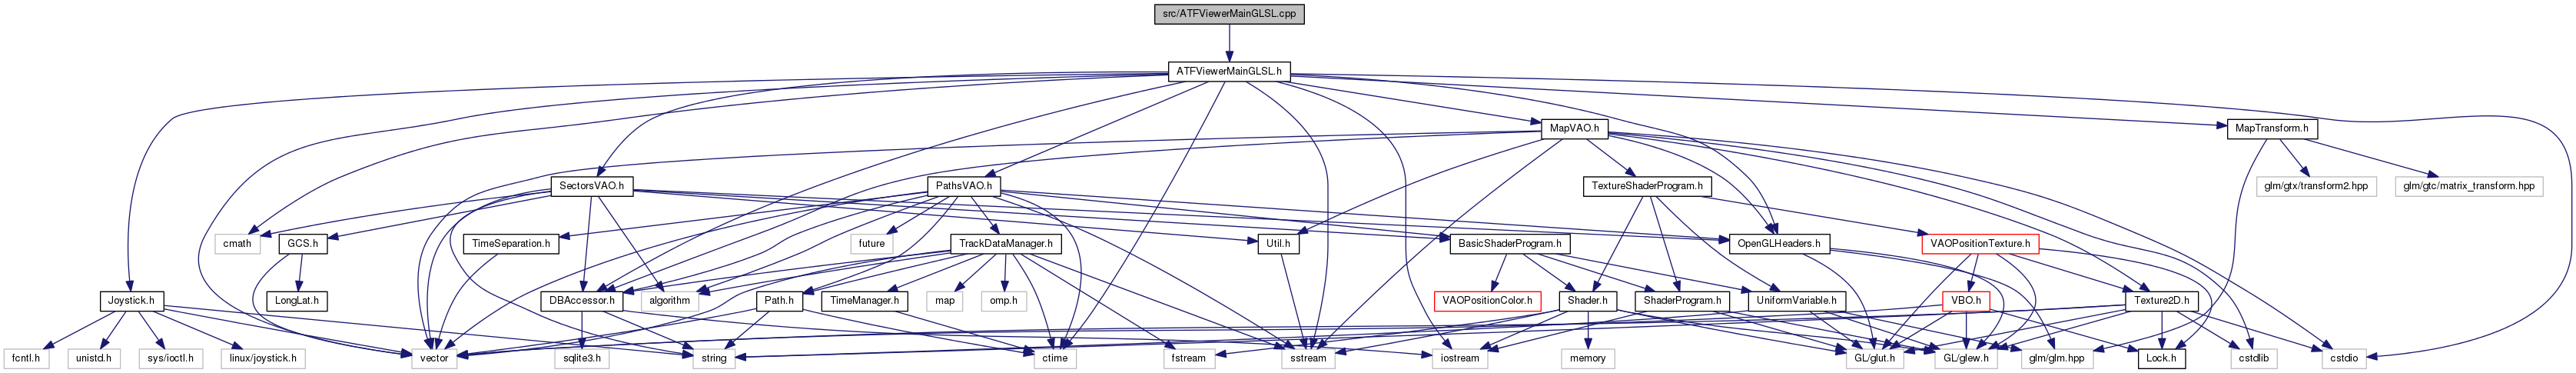 src/ATFViewerMainGLSL.cpp
ATFViewerMainGLSL.h
MapVAO.h
MapTransform.h
SectorsVAO.h
PathsVAO.h
TextureShaderProgram.h
glm/gtx/transform2.hpp
glm/gtc/matrix_transform.hpp
cmath
GCS.h
TimeSeparation.h
future
TrackDataManager.h
Util.h
BasicShaderProgram.h
OpenGLHeaders.h
VAOPositionTexture.h
Joystick.h
LongLat.h
DBAccessor.h
algorithm
Path.h
TimeManager.h
map
omp.h
VAOPositionColor.h
Shader.h
ShaderProgram.h
UniformVariable.h
VBO.h
Texture2D.h
fcntl.h
unistd.h
sys/ioctl.h
linux/joystick.h
vector
sqlite3.h
string
ctime
fstream
sstream
iostream
memory
GL/glut.h
GL/glew.h
glm/glm.hpp
Lock.h
cstdlib
cstdio